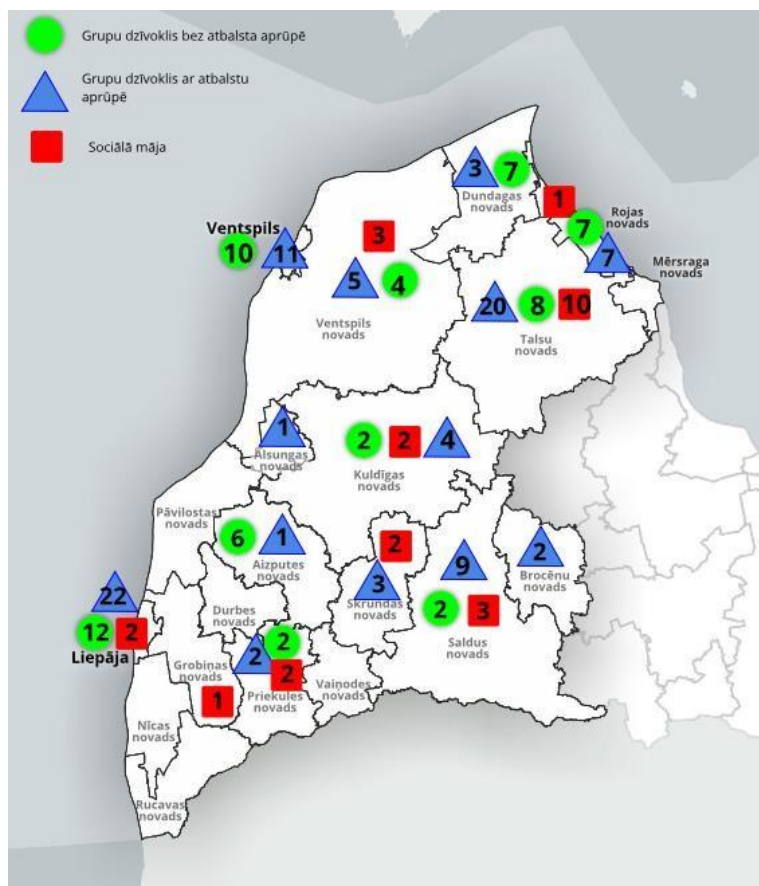 Grupu dzīvoklis bez atbalsta aprūpē
Grupu dzīvoklis ar atbalstu
aprūpē
Sociālā māja
3
7
Dundagas
novads
1
Rojas
novads
7
7
Mērsraga
novads
Ventspils
10
11
3
5
4
Ventspils
novads
20
8
10
Talsu
novads
1
Alsungas
novads
2
2
4
Kuldīgas
novads
Pāvilostas
novads
6
1
Aizputes
novads
2
3
Skrundas
novads
9
2
3
Saldus
novads
2
Brocēnu
novads
22
12
2
Liepāja
Durbes
novads
Grobiņas
novads
1
2
2
2
Priekules
novads
Vaiņodes
novads
Nīcas
novads
Rucavas
novads